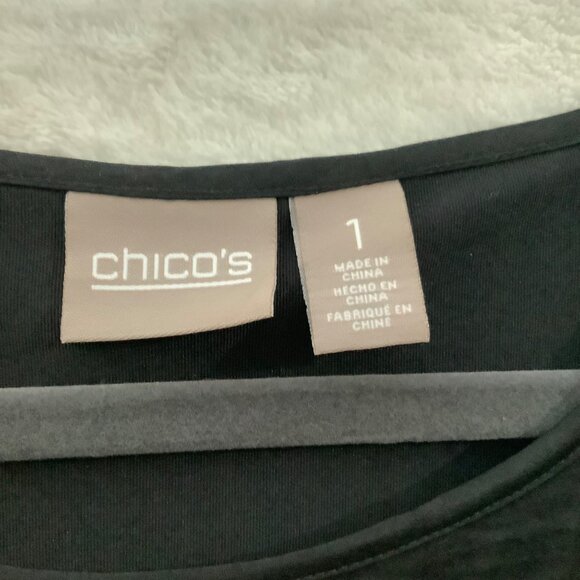 chico's
1
MADE IN
CHINA
HECHO EN
CHINA
FABRIQUÉ EN
CHINE